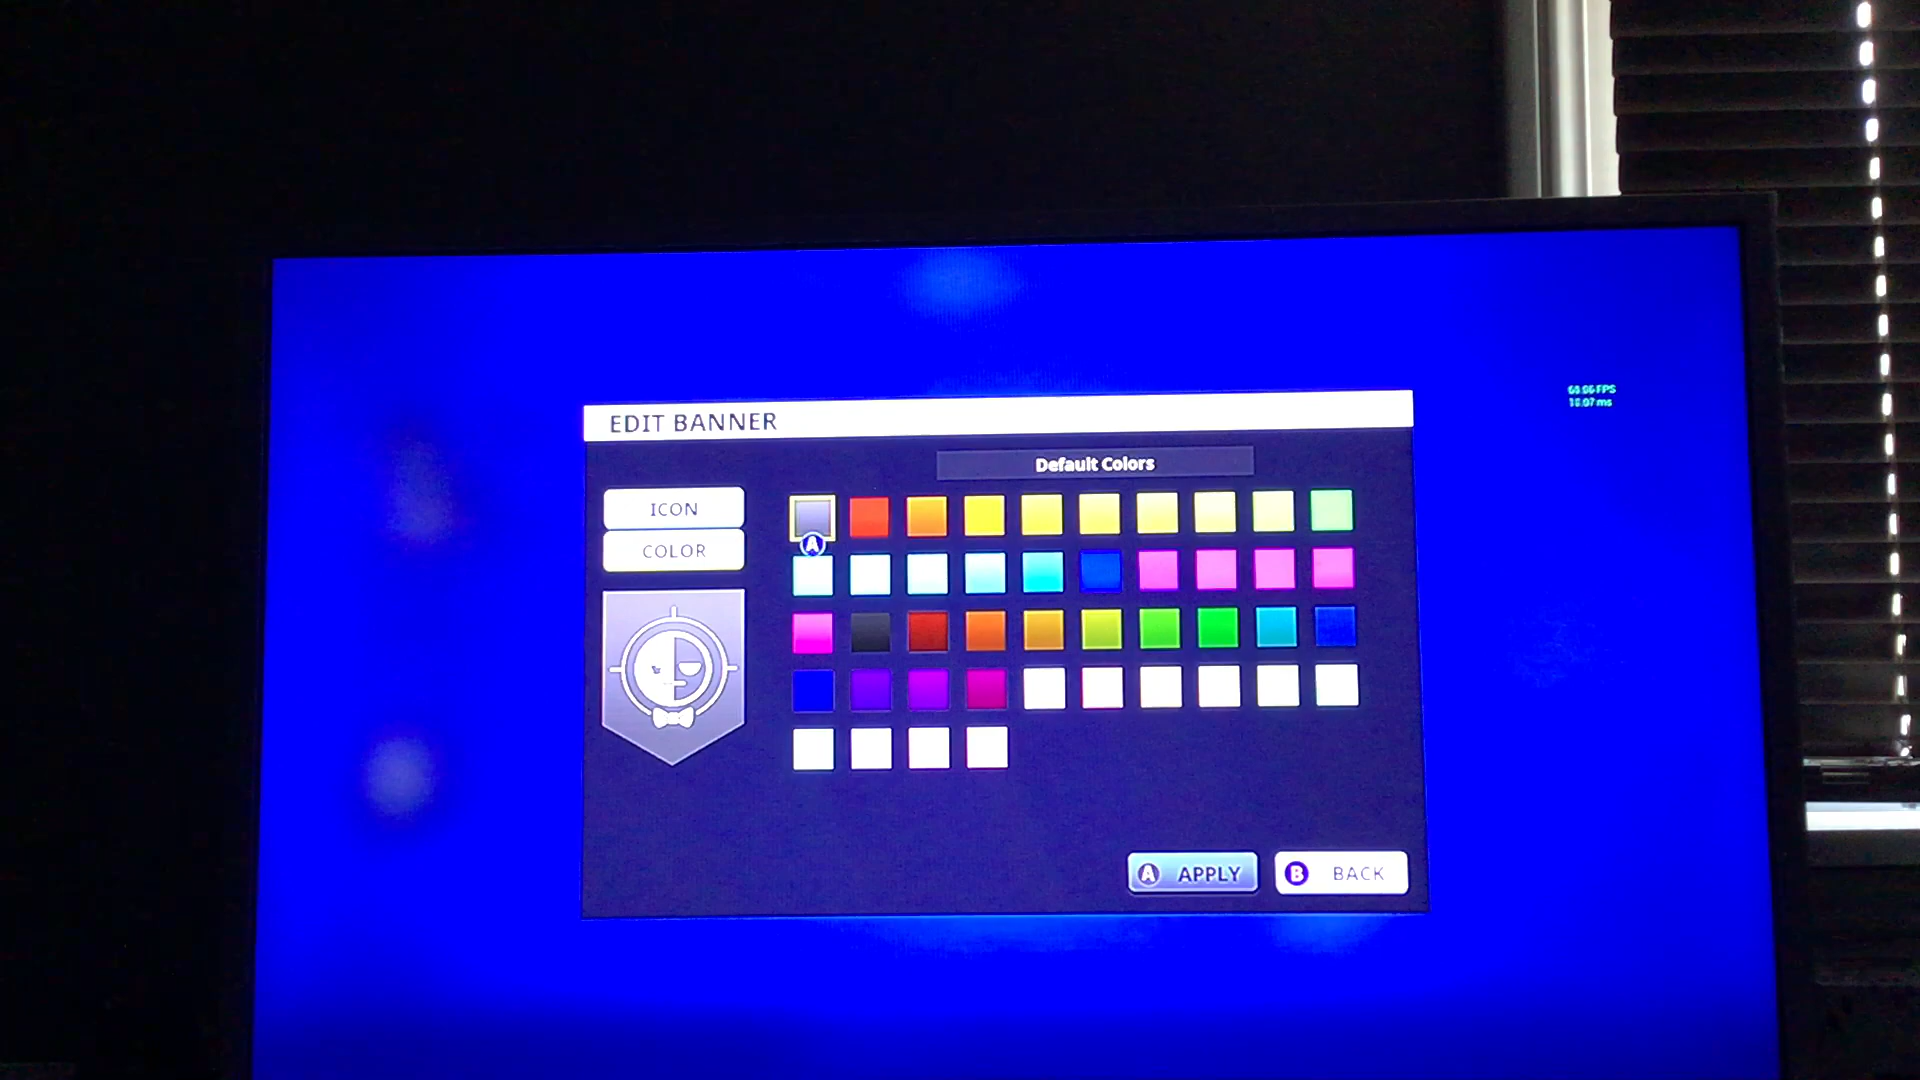 EDIT BANNER
Default Colors
ICON
COLOR
A
A APPLY
B BACK